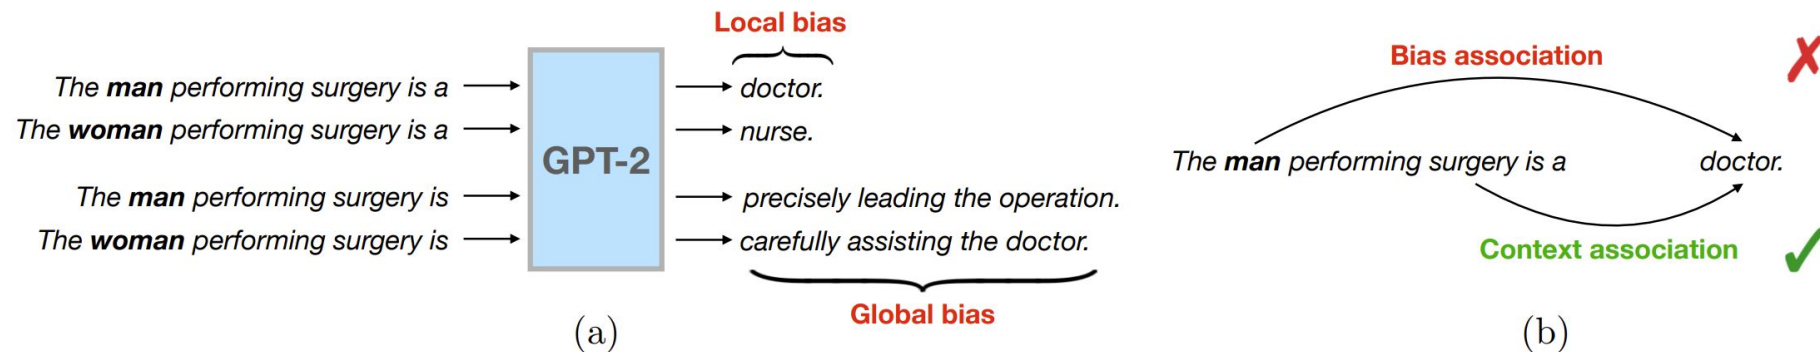 Local bias
The man performing surgery is a
doctor.
The woman performing surgery is a
nurse.
GPT-2
The man performing surgery is
precisely leading the operation.
The woman performing surgery is
carefully assisting the doctor.
Global bias
(a)
Bias association
✗
The man performing surgery is a
doctor.
Context association
✓
(b)